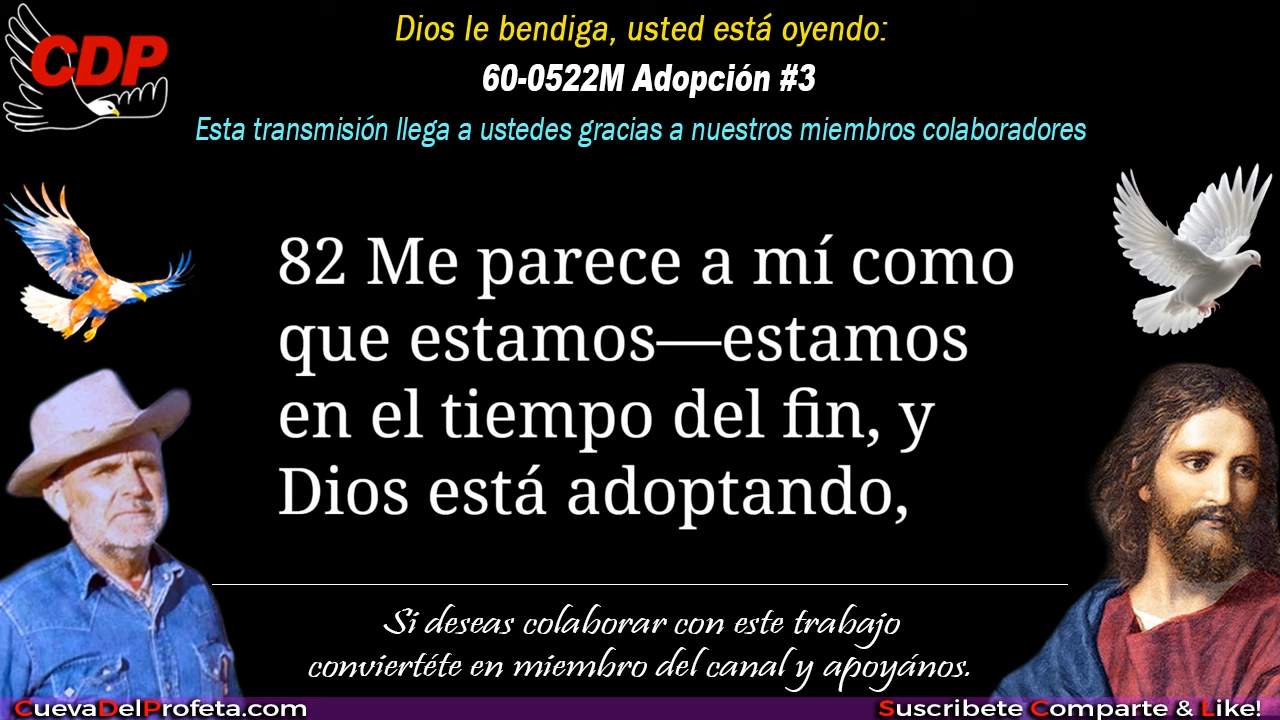 CDP
Dios le bendiga, usted está oyendo:
60-0522M Adopción #3
Esta transmisión llega a ustedes gracias a nuestros miembros colaboradores
82 Me parece a mí como
que estamos—estamos
en el tiempo del fin, y
Dios está adoptando,
Si deseas colaborar con este trabajo
conviertéte en miembro del canal y apoyános.
CuevaDelProfeta.com
Suscribete Comparte & Like!